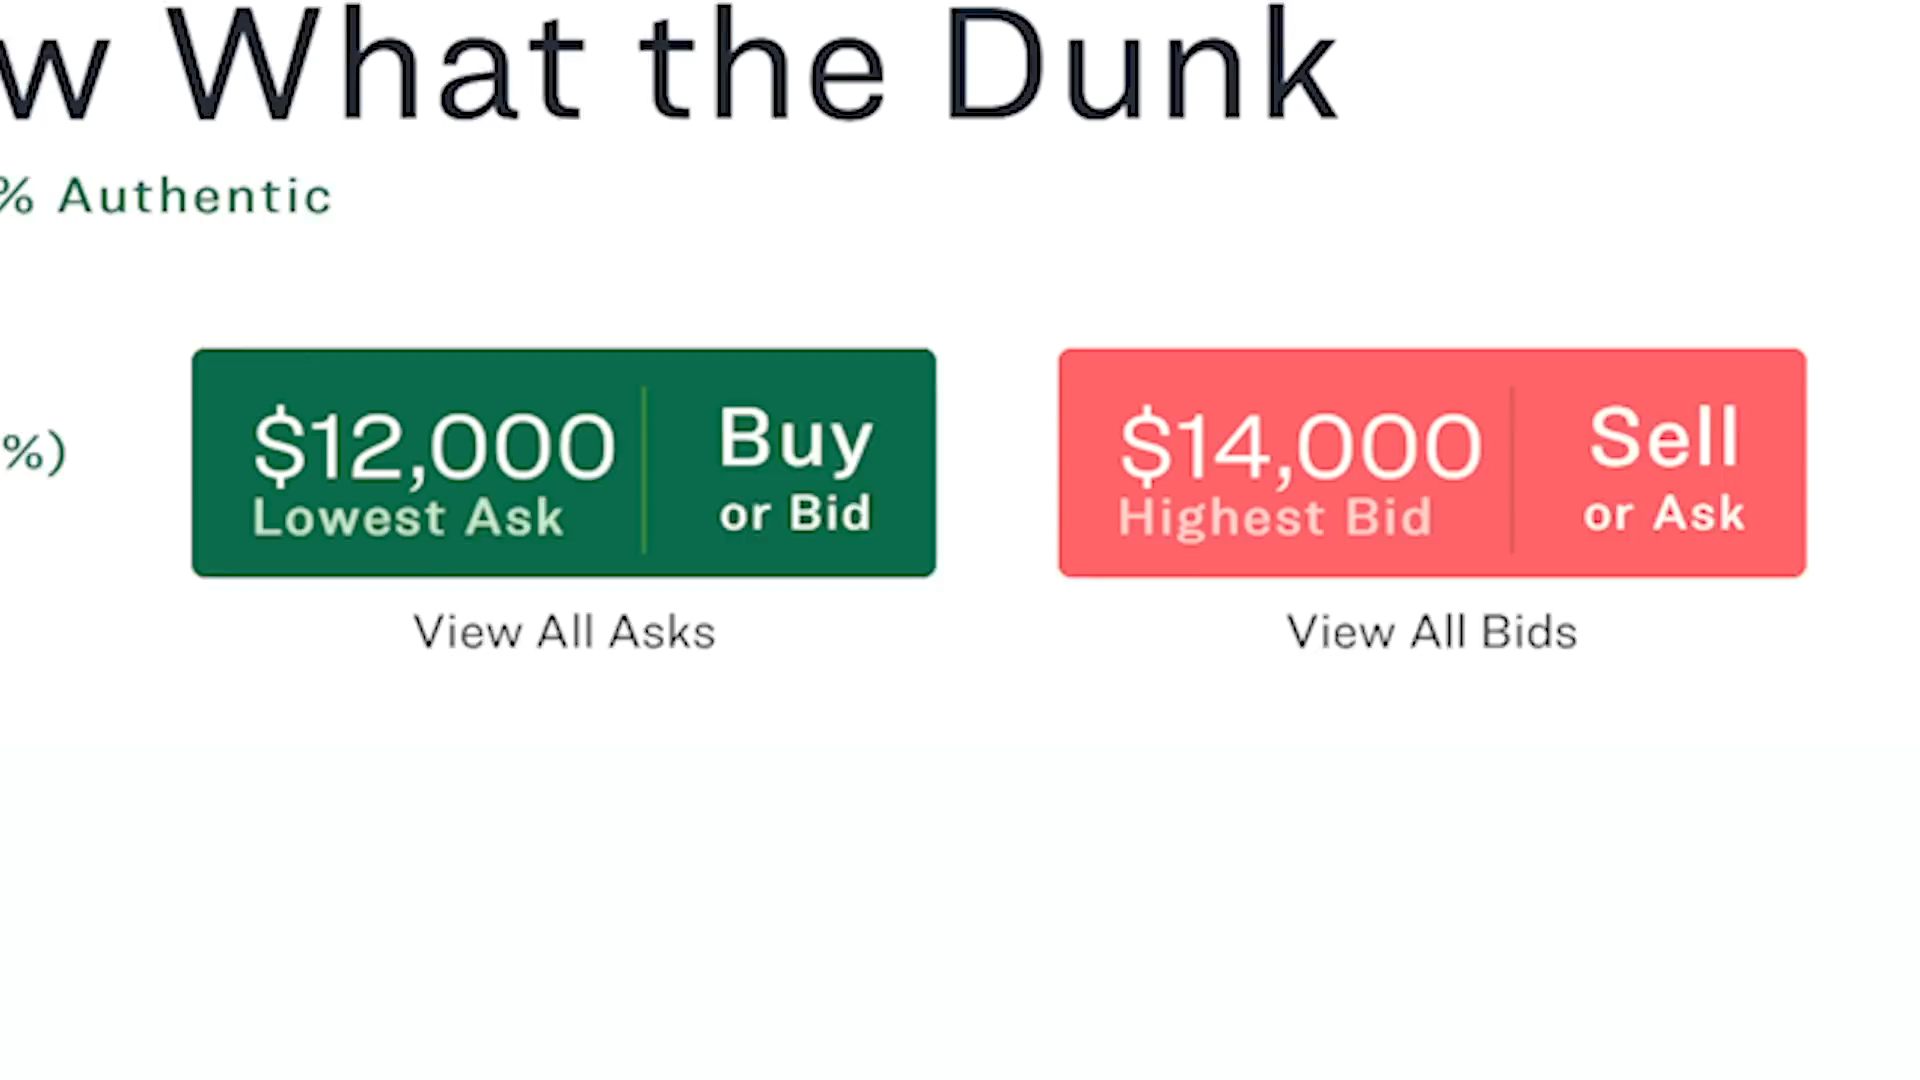 w What the Dunk
% Authentic
%)
$12,000
Lowest Ask
Buy
or Bid
$14,000
Highest Bid
Sell
or Ask
View All Asks
View All Bids